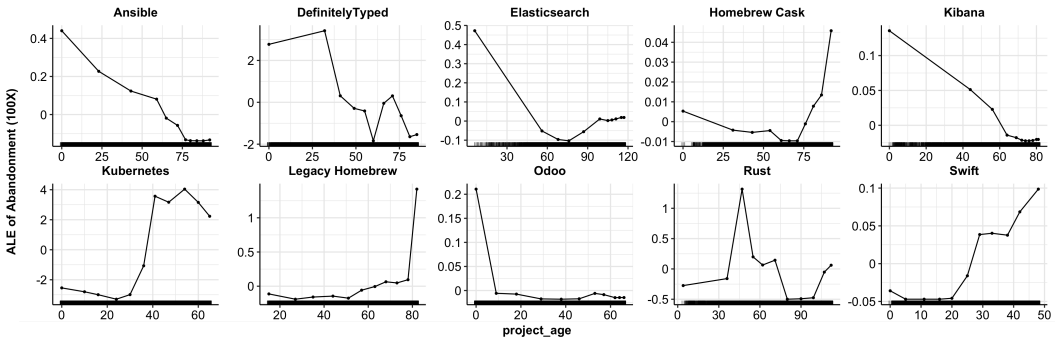 Ansible DefinitelyTyped Elasticsearch Homebrew Cask Kibana
0.4 0.2 0
2 0 -2
0.5 0.4 0.3 0.2 0.1 0 -0.1
0.04 0.03 0.02 0.01 0 -0.01
0.1 0.05 0
0 25 50 75 0 25 50 75 30 60 90 120 0 25 50 75 0 20 40 60 80
Kubernetes Legacy Homebrew Odoo Rust Swift
4 2 0 -2
1 0.5 0
0.2 0.15 0.1 0.05 0
1 0.5 0 -0.5
0.1 0.05 0 -0.05
0 20 40 60 20 40 60 80 0 20 40 60 0 30 60 90 0 10 20 30 40 50
ALE of Abandonment (100X)
project_age